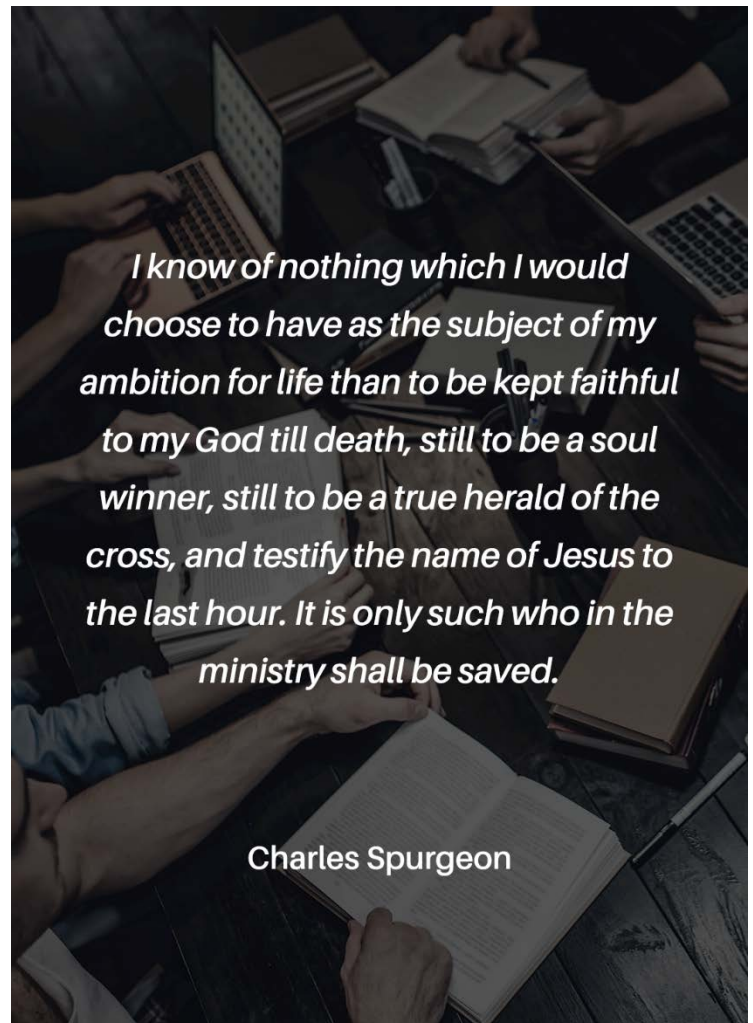 I know of nothing which I would
choose to have as the subject of my
ambition for life than to be kept faithful
to my God till death, still to be a soul
winner, still to be a true herald of the
cross, and testify the name of Jesus to
the last hour. It is only such who in the
ministry shall be saved.
Charles Spurgeon